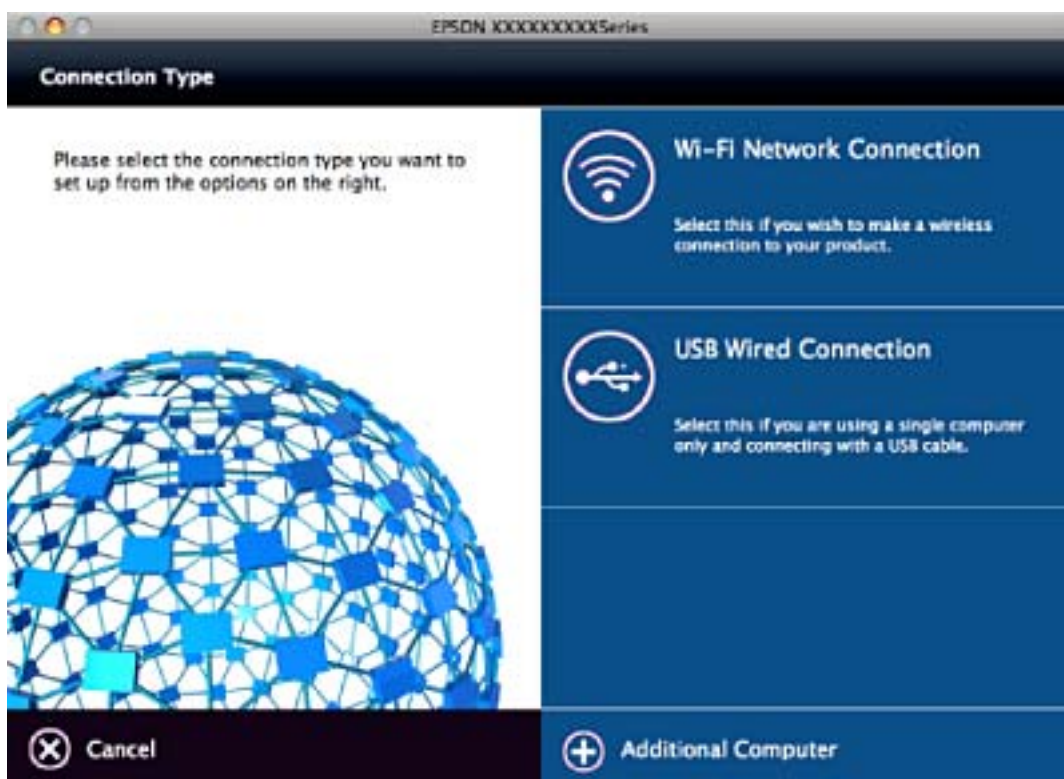 EPSON XXXXXXXXXSeries
Connection Type
Please select the connection type you want to
set up from the options on the right.
Wi-Fi Network Connection
Select this if you wish to make a wireless
connection to your product.
USB Wired Connection
Select this if you are using a single computer
only and connecting with a USB cable.
Cancel
Additional Computer